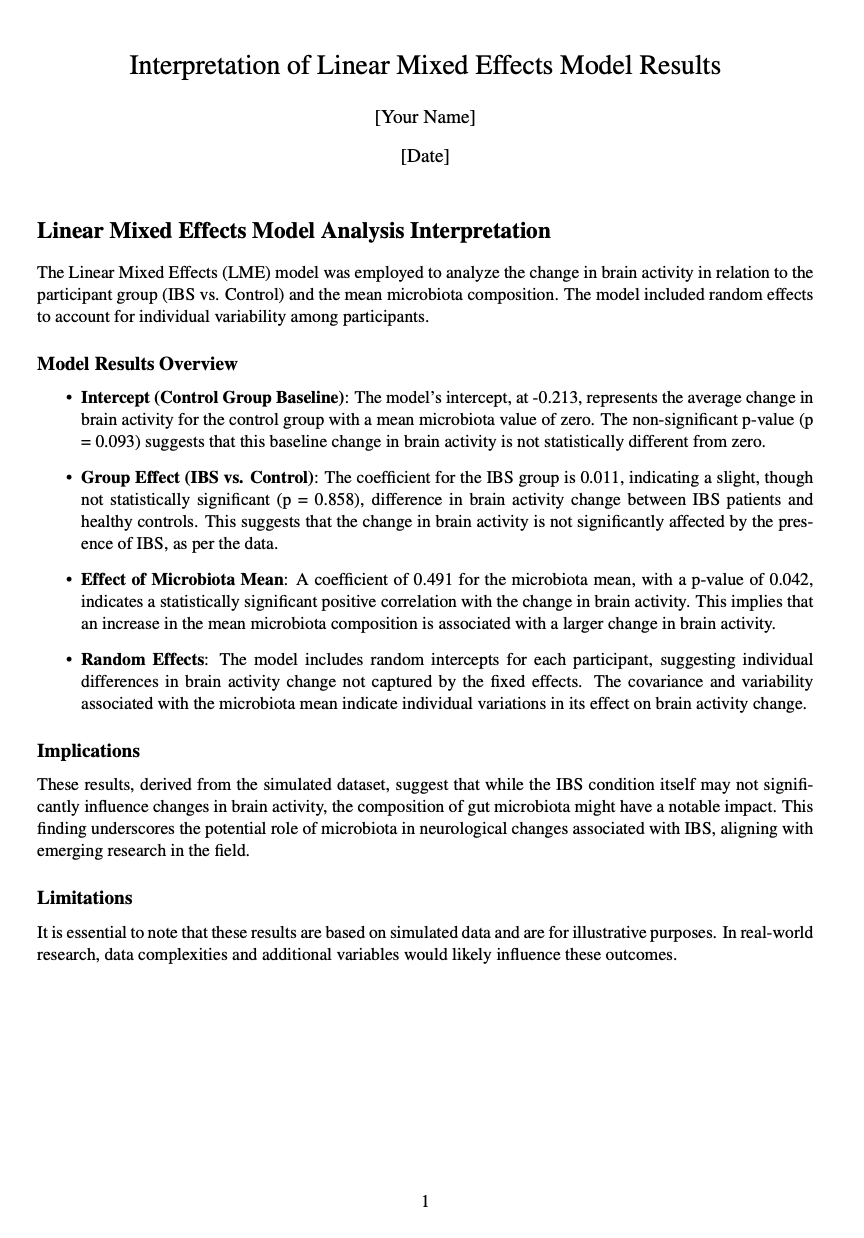 Interpretation of Linear Mixed Effects Model Results
[Your Name]
[Date]
Linear Mixed Effects Model Analysis Interpretation
The Linear Mixed Effects (LME) model was employed to analyze the change in brain activity in relation to the
participant group (IBS vs. Control) and the mean microbiota composition. The model included random effects
to account for individual variability among participants.
Model Results Overview
• Intercept (Control Group Baseline): The model's intercept, at -0.213, represents the average change in
brain activity for the control group with a mean microbiota value of zero. The non-significant p-value (p
= 0.093) suggests that this baseline change in brain activity is not statistically different from zero.
• Group Effect (IBS vs. Control): The coefficient for the IBS group is 0.011, indicating a slight, though
not statistically significant (p = 0.858), difference in brain activity change between IBS patients and
healthy controls. This suggests that the change in brain activity is not significantly affected by the pres-
ence of IBS, as per the data.
• Effect of Microbiota Mean: A coefficient of 0.491 for the microbiota mean, with a p-value of 0.042,
indicates a statistically significant positive correlation with the change in brain activity. This implies that
an increase in the mean microbiota composition is associated with a larger change in brain activity.
• Random Effects: The model includes random intercepts for each participant, suggesting individual
differences in brain activity change not captured by the fixed effects. The covariance and variability
associated with the microbiota mean indicate individual variations in its effect on brain activity change.
Implications
These results, derived from the simulated dataset, suggest that while the IBS condition itself may not signifi-
cantly influence changes in brain activity, the composition of gut microbiota might have a notable impact. This
finding underscores the potential role of microbiota in neurological changes associated with IBS, aligning with
emerging research in the field.
Limitations
It is essential to note that these results are based on simulated data and are for illustrative purposes. In real-world
research, data complexities and additional variables would likely influence these outcomes.
1